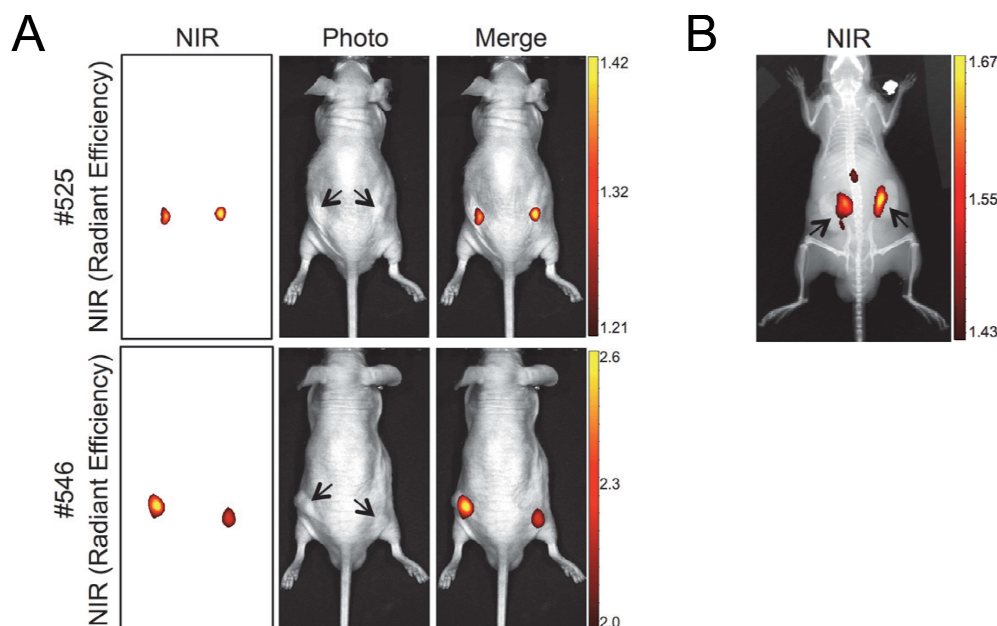 A
NIR
Photo
Merge
#525
NIR (Radiant Efficiency)
1.42
1.32
1.21
#546
NIR (Radiant Efficiency)
2.6
2.3
2.0
B
NIR
1.67
1.55
1.43